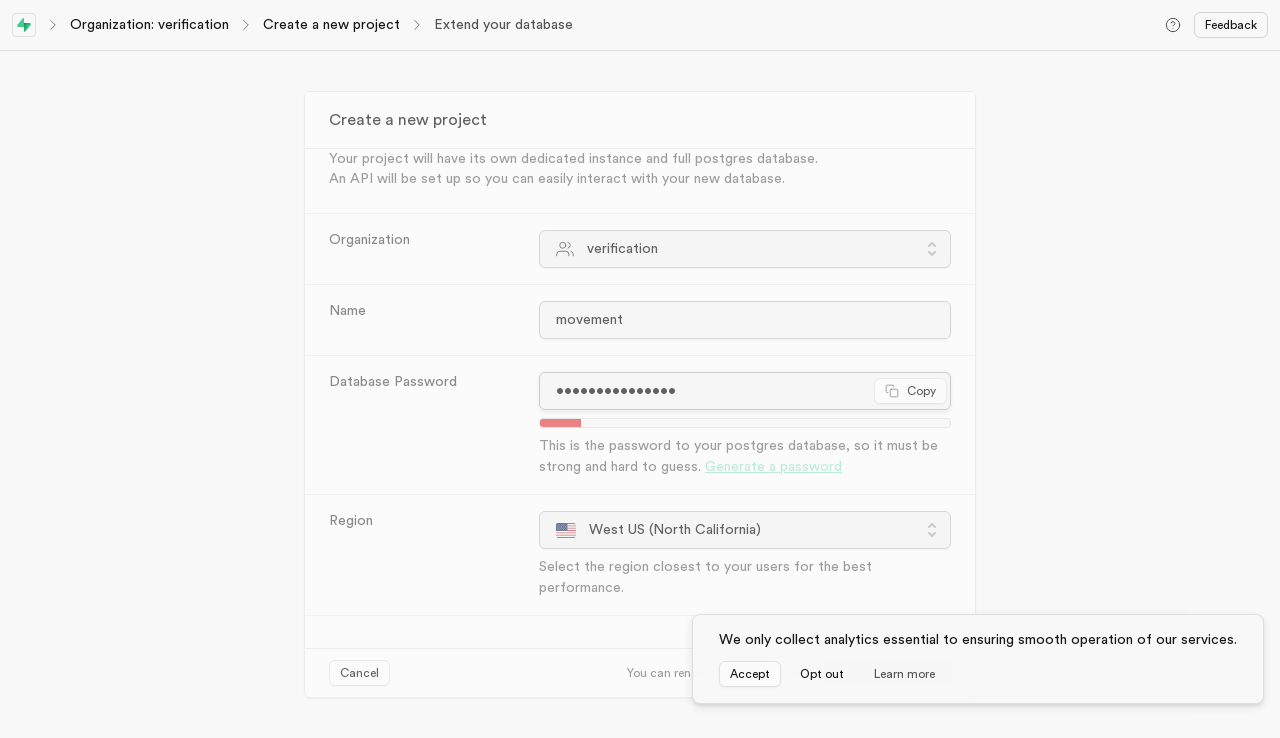 Organization: verification
Create a new project
Extend your database
Feedback
Create a new project
Your project will have its own dedicated instance and full postgres database.
An API will be set up so you can easily interact with your new database.
Organization
verification
Name
movement
Database Password
•••••••••••••••
Copy
This is the password to your postgres database, so it must be
strong and hard to guess. Generate a password
Region
West US (North California)
Select the region closest to your users for the best
performance.
Cancel
You can
We only collect analytics essential to ensuring smooth operation of our services.
Accept
Opt out
Learn more